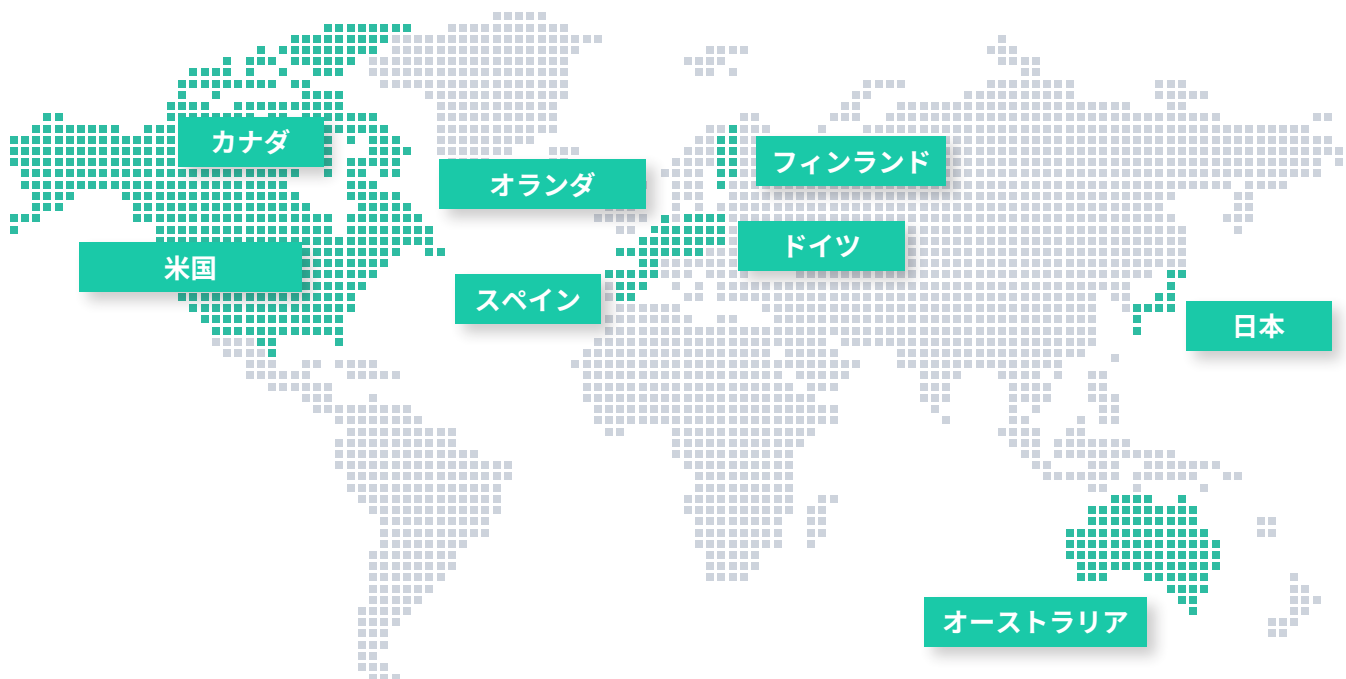 カナダ
オランダ
フィンランド
米国
ドイツ
スペイン
日本
オーストラリア